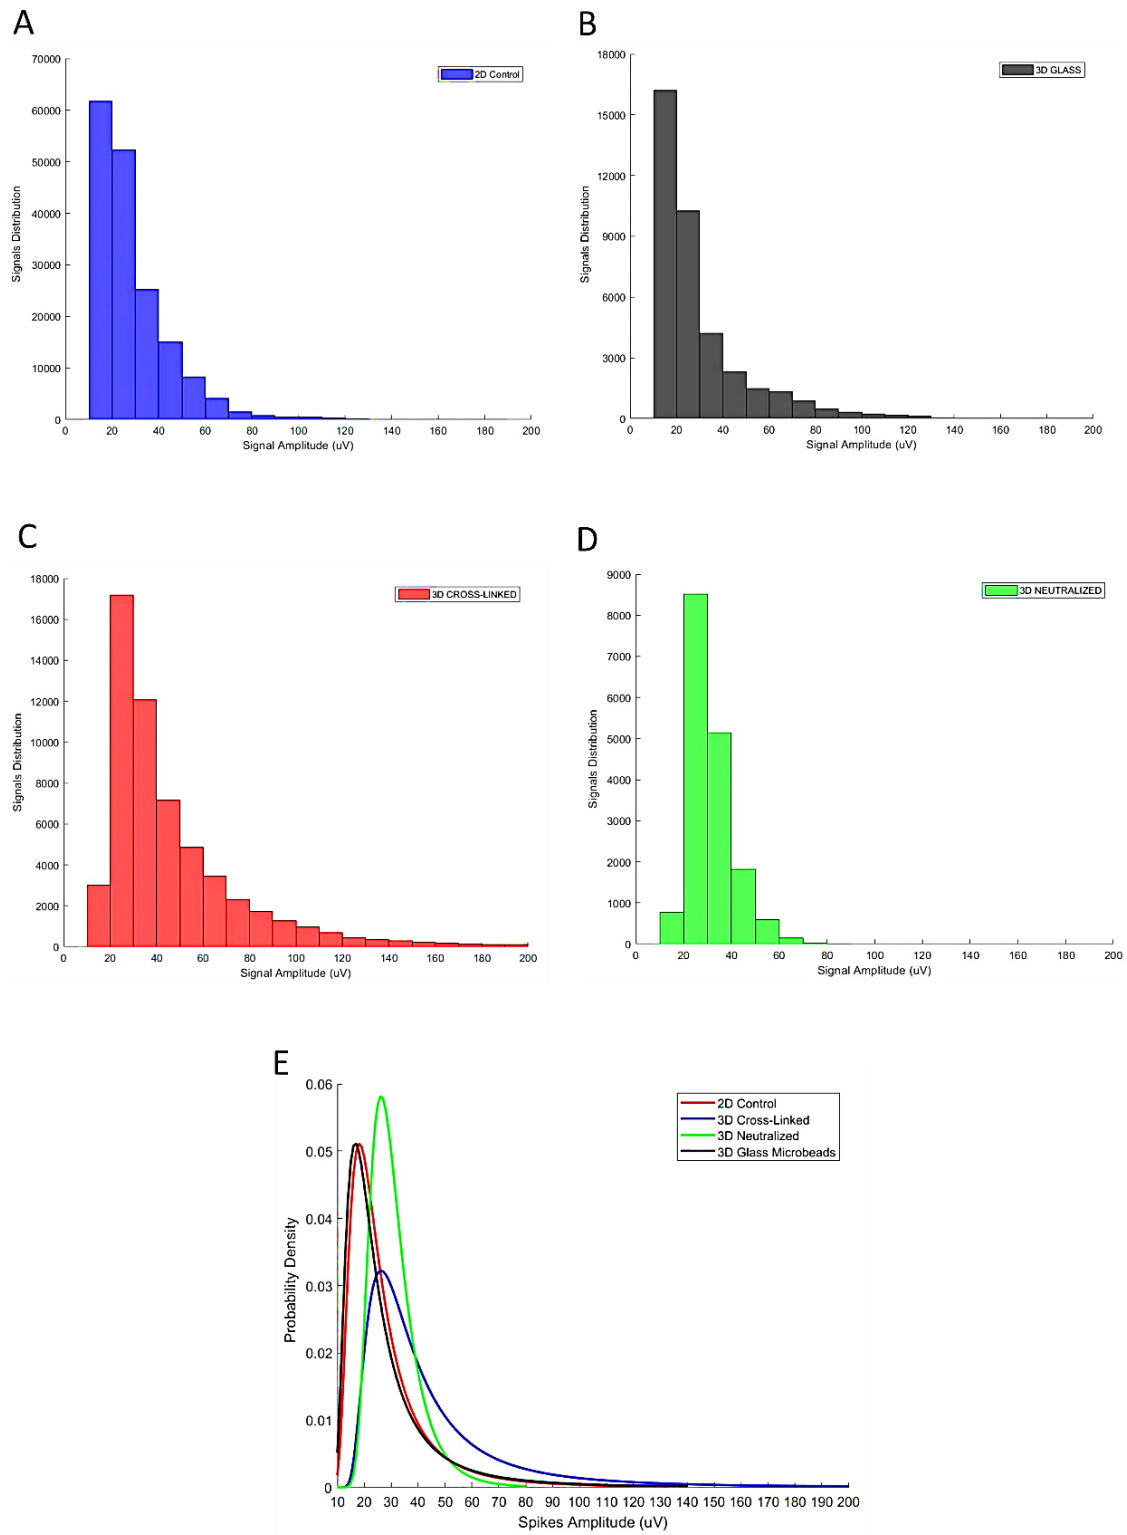 A
70000
60000
50000
40000
30000
20000
10000
0
Signals Distribution
2D Control
0 20 40 60 80 100 120 140 160 180 200
Signal Amplitude (uV)
B
18000
15000
12000
9000
6000
3000
0
Signals Distribution
3D GLASS
0 20 40 60 80 100 120 140 160 180 200
Signal Amplitude (uV)
C
18000
16000
14000
12000
10000
8000
6000
4000
2000
0
Signals Distribution
3D CROSS-LINKED
0 20 40 60 80 100 120 140 160 180 200
Signal Amplitude (uV)
D
9000
8000
7000
6000
5000
4000
3000
2000
1000
0
Signals Distribution
3D NEUTRALIZED
0 20 40 60 80 100 120 140 160 180 200
Signal Amplitude (uV)
E
0.06
0.05
0.04
0.03
0.02
0.01
0
Probability Density
2D Control
3D Cross-Linked
3D Neutralized
3D Glass Microbeads
10 20 30 40 50 60 70 80 90 100 110 120 130 140 150 160 170 180 190 200
Spikes Amplitude (uV)